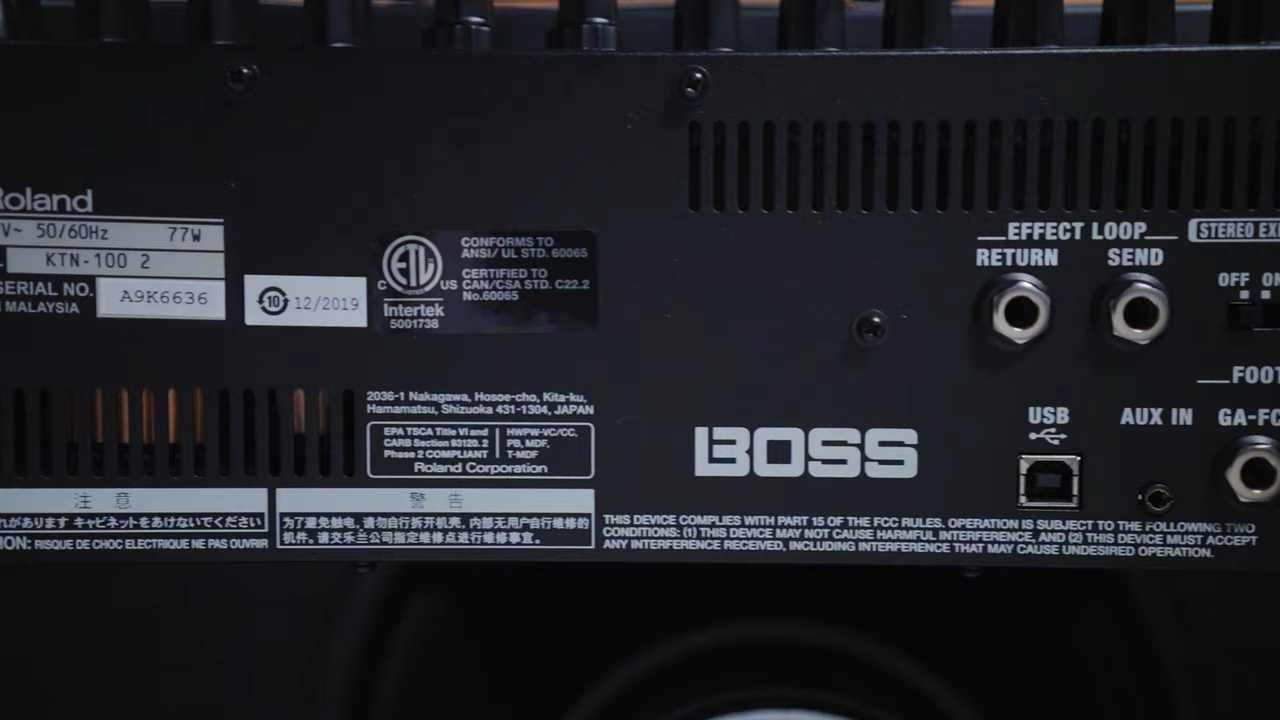 Roland
V~ 50/60Hz 77W
KTN-100 2
SERIAL NO. A9K6636
MALAYSIA
10 12/2019
ETL
C US
Intertek
5001738
CONFORMS TO
ANSI/ UL STD. 60065
CERTIFIED TO
CAN/CSA STD. C22.2
No.60065
EFFECT LOOP
RETURN SEND
STEREO
OFF ON
2036-1 Nakagawa, Hosoe-cho, Kita-ku,
Hamamatsu, Shizuoka 431-1304, JAPAN
EPA TSCA Title VI and
CARB Section 93120. 2
Phase 2 COMPLIANT
HWPW-VC/CC,
PB, MDF,
T-MDF
Roland Corporation
BOSS
FOOT
USB AUX IN GA-FC
注意
れがあります キャビネットをあけないでください
ION: RISQUE DE CHOC ELECTRIQUE NE PAS OUVRIR
警告
为了避免触电，请勿自行拆开机壳，内部无用户自行维修的
机件。请交乐兰公司指定维修点进行维修事宜。
THIS DEVICE COMPLIES WITH PART 15 OF THE FCC RULES. OPERATION IS SUBJECT TO THE FOLLOWING TWO
CONDITIONS: (1) THIS DEVICE MAY NOT CAUSE HARMFUL INTERFERENCE, AND (2) THIS DEVICE MUST ACCEPT
ANY INTERFERENCE RECEIVED, INCLUDING INTERFERENCE THAT MAY CAUSE UNDESIRED OPERATION.